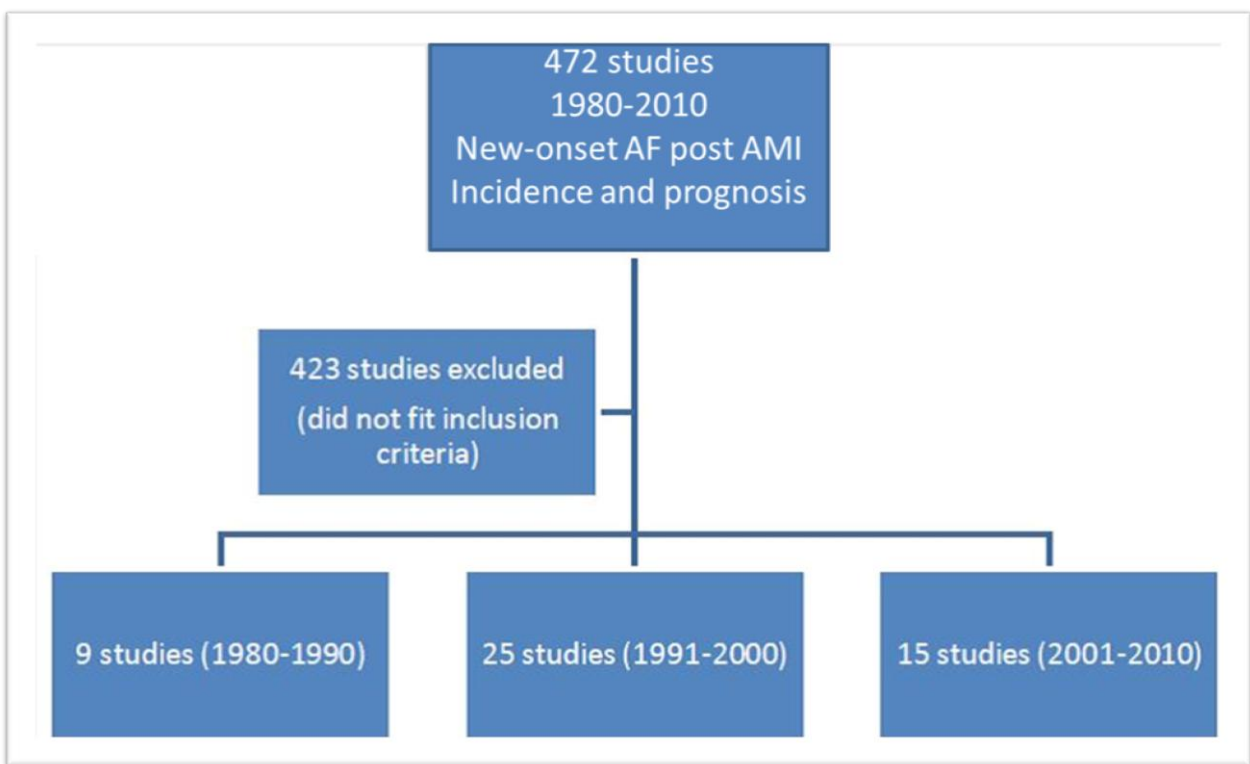 472 studies
1980-2010
New-onset AF post AMI
Incidence and prognosis
423 studies excluded
(did not fit inclusion
criteria)
9 studies (1980-1990)
25 studies (1991-2000)
15 studies (2001-2010)